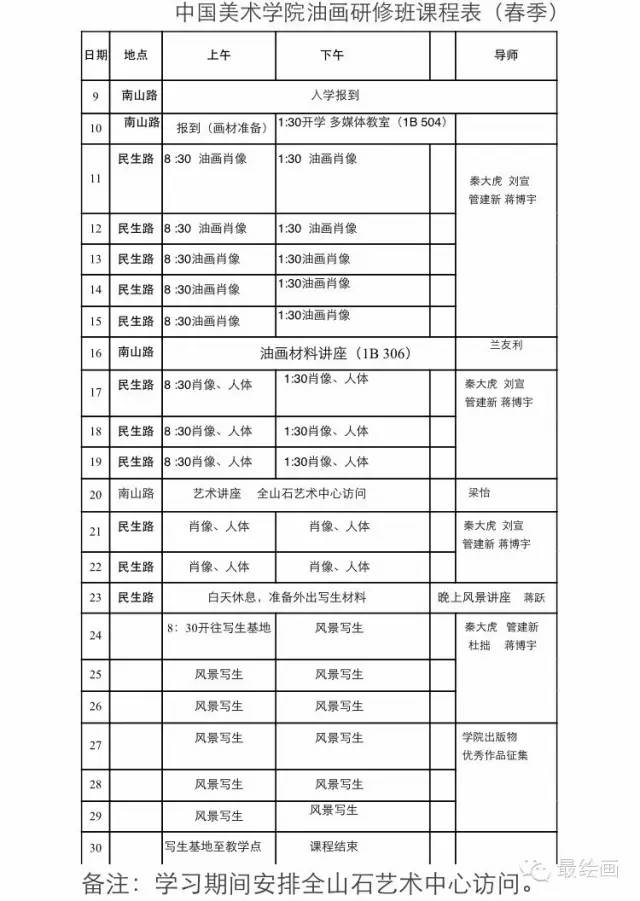 中国美术学院油画研修班课程表（春季）
日期 地点 上午 下午 导师
9 南山路 入学报到
10 南山路 报到（画材准备） 1:30开学 多媒体教室（1B 504）
11 民生路 8 :30 油画肖像 1:30 油画肖像 秦大虎 刘宣
管建新 蒋博宇
12 民生路 8 :30 油画肖像 1:30 油画肖像
13 民生路 8 :30油画肖像 1:30油画肖像
14 民生路 8 :30油画肖像 1:30油画肖像
15 民生路 8 :30油画肖像 1:30油画肖像
16 南山路 油画材料讲座（1B 306） 兰友利
17 民生路 8 :30肖像、人体 1:30肖像、人体 秦大虎 刘宣
管建新 蒋博宇
18 民生路 8 :30肖像、人体 1:30肖像、人体
19 民生路 8 :30肖像、人体 1:30肖像、人体
20 南山路 艺术讲座 全山石艺术中心访问 梁怡
21 民生路 肖像、人体 肖像、人体 秦大虎 刘宣
管建新 蒋博宇
22 民生路 肖像、人体 肖像、人体
23 民生路 白天休息，准备外出写生材料 晚上风景讲座 蒋跃
24 8：30开往写生基地 风景写生 秦大虎 管建新
杜拙 蒋博宇
25 风景写生 风景写生
26 风景写生 风景写生
27 风景写生 风景写生 学院出版物
优秀作品征集
28 风景写生 风景写生
29 风景写生 风景写生
30 写生基地至教学点 课程结束
备注：学习期间安排全山石艺术中心访问。
最绘画